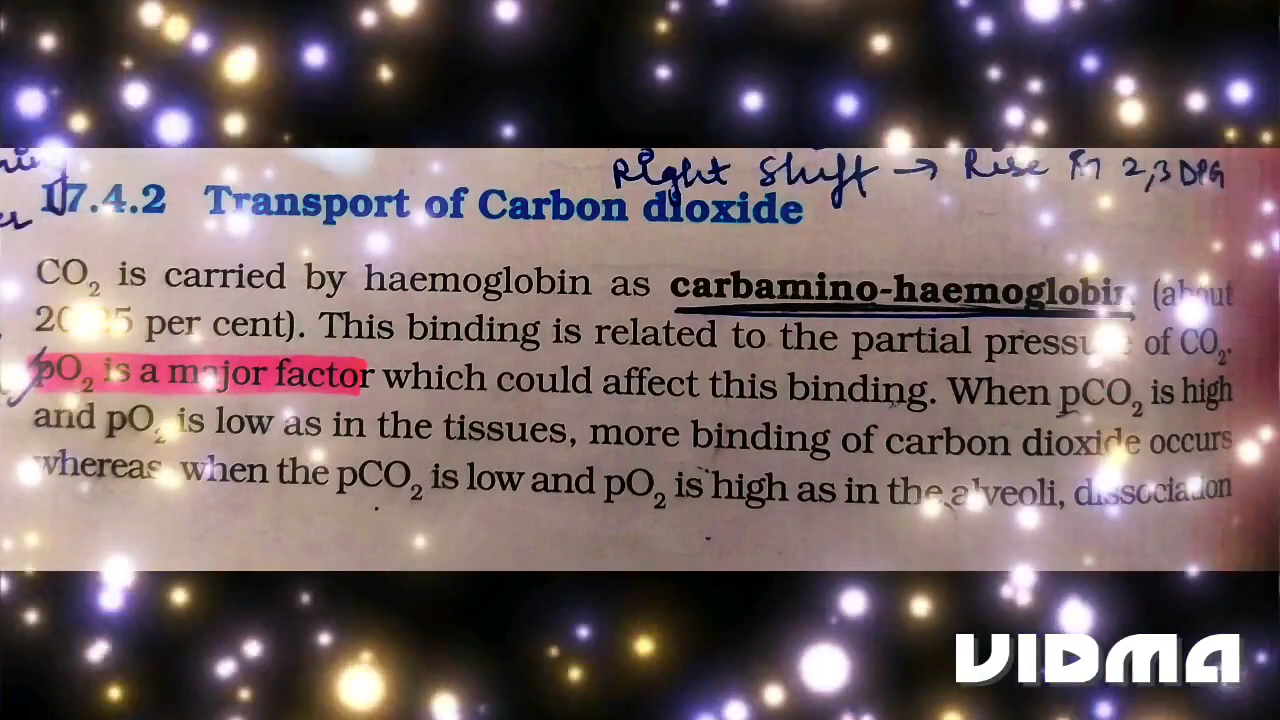 Right Shift → Rise in 2,3 DPG
17.4.2 Transport of Carbon dioxide
CO₂ is carried by haemoglobin as carbamino-haemoglobin (about
20-25 per cent). This binding is related to the partial pressure of CO₂.
pO₂ is a major factor which could affect this binding. When pCO₂ is high
and pO₂ is low as in the tissues, more binding of carbon dioxide occurs
whereas, when the pCO₂ is low and pO₂ is high as in the alveoli, dissociation
VIDMA